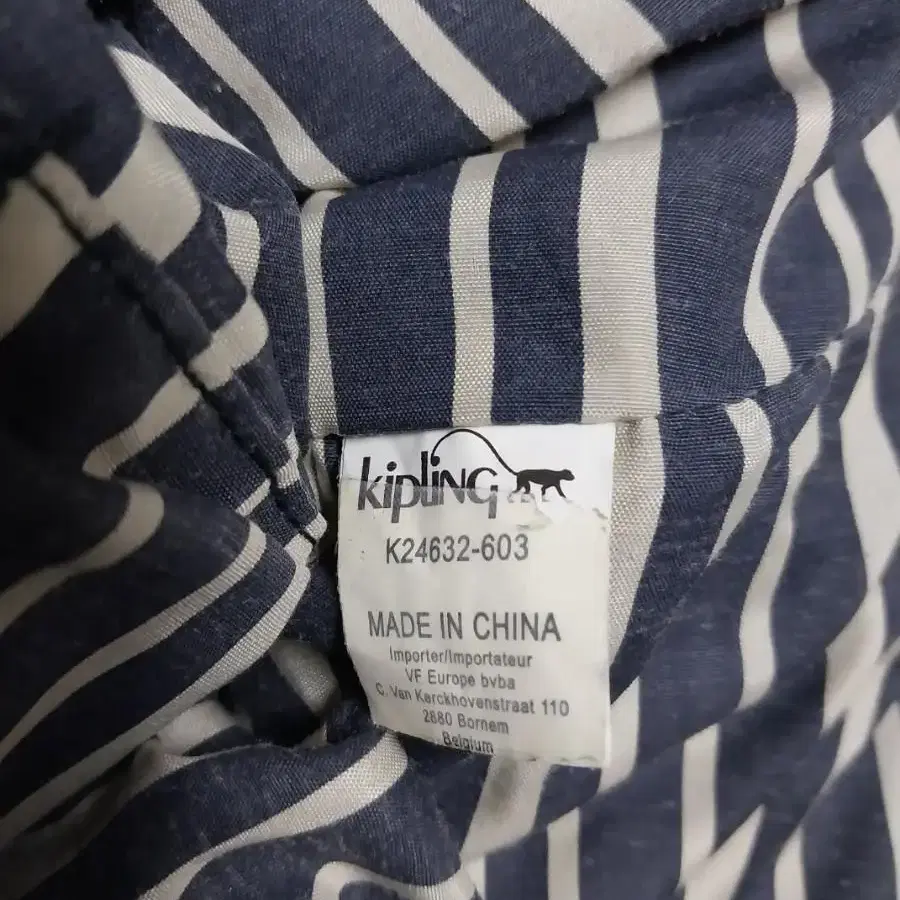 kipling
K24632-603
MADE IN CHINA
Importer/Importateur
VF Europe bvba
C. Van Kerckhovenstraat 110
2880 Bornem
Belgium